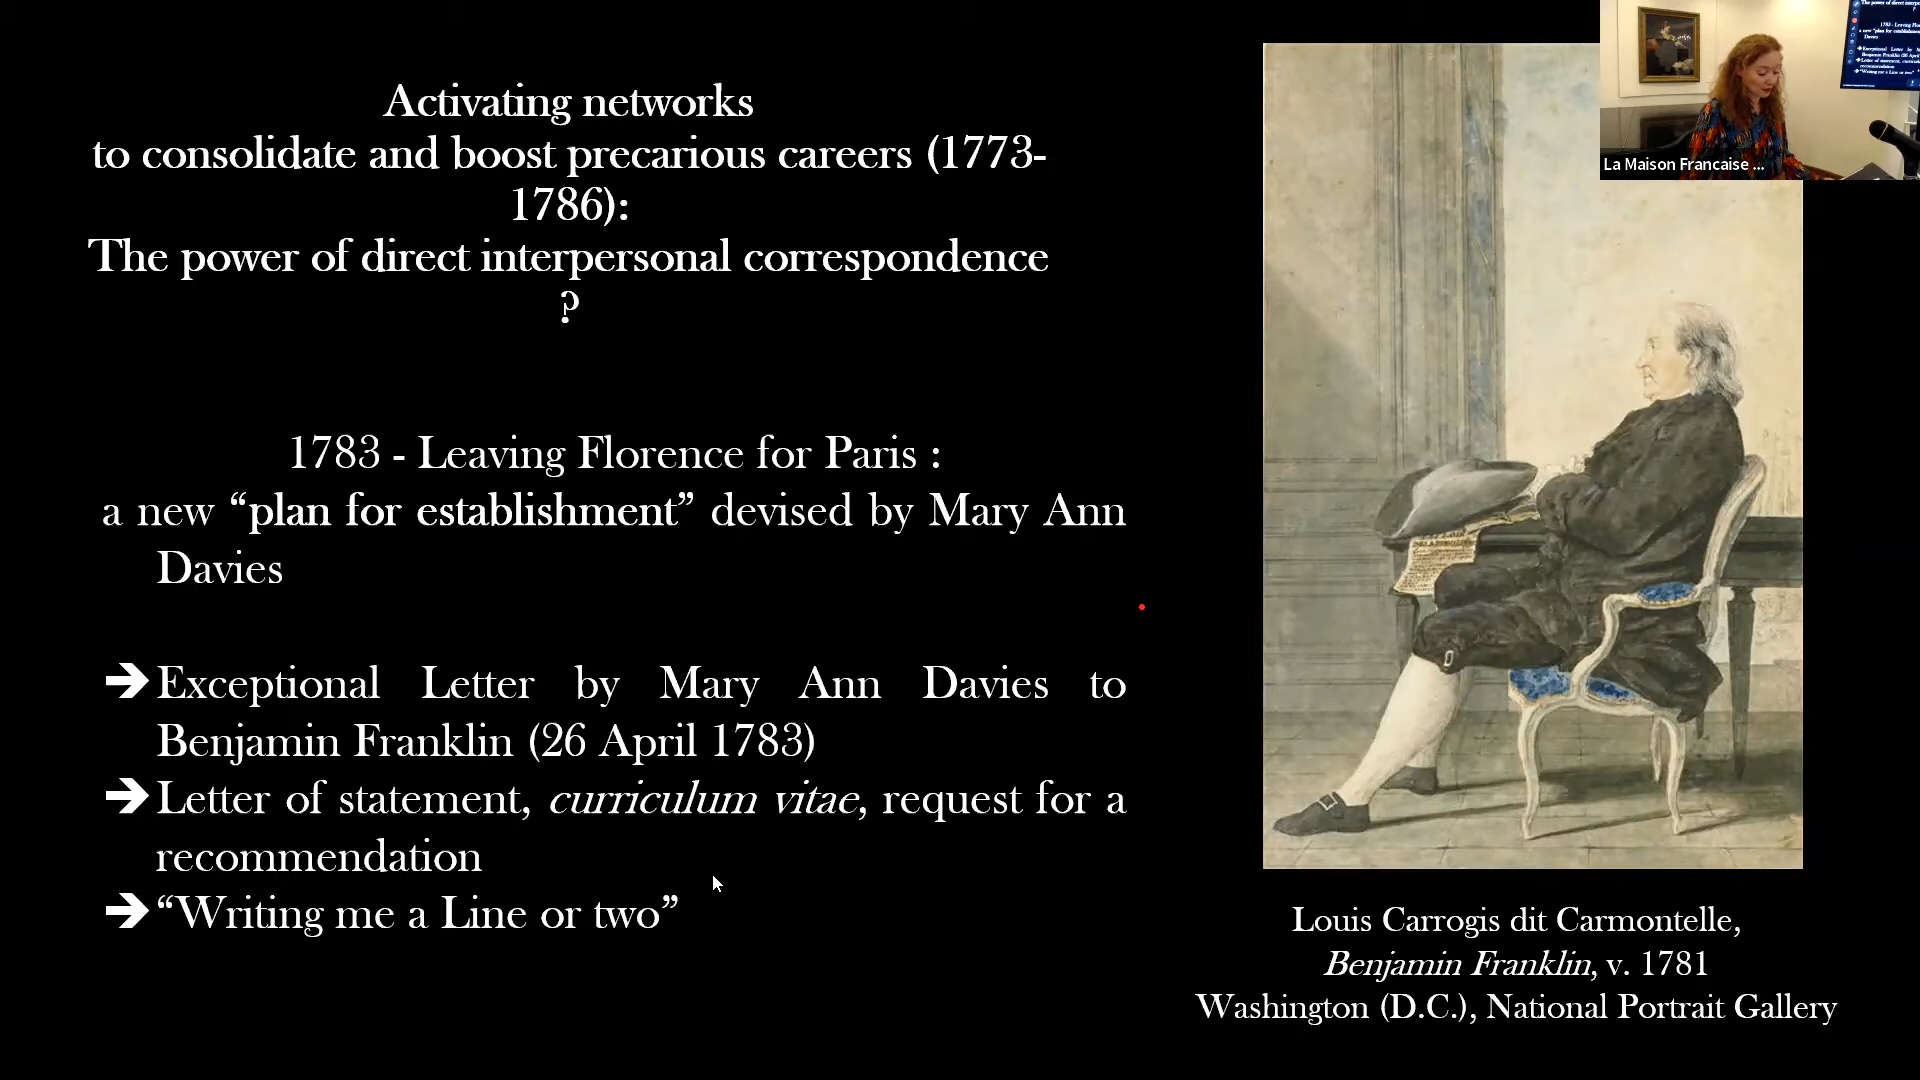 Activating networks
to consolidate and boost precarious careers (1773-
1786):
The power of direct interpersonal correspondence
?
1783 - Leaving Florence for Paris :
a new “plan for establishment” devised by Mary Ann
Davies
➔Exceptional Letter by Mary Ann Davies to
Benjamin Franklin (26 April 1783)
➔Letter of statement, curriculum vitae, request for a
recommendation
➔“Writing me a Line or two”
La Maison Francaise ...
Louis Carrogis dit Carmontelle,
Benjamin Franklin, v. 1781
Washington (D.C.), National Portrait Gallery